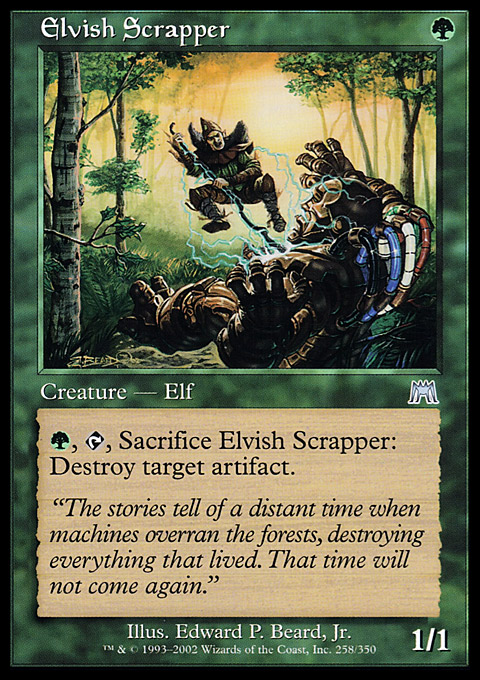 Elvish Scrapper
Creature — Elf
, , Sacrifice Elvish Scrapper:
Destroy target artifact.
“The stories tell of a distant time when
machines overran the forests, destroying
everything that lived. That time will
not come again.”
Illus. Edward P. Beard, Jr.
1/1
™ & © 1993–2002 Wizards of the Coast, Inc. 258/350